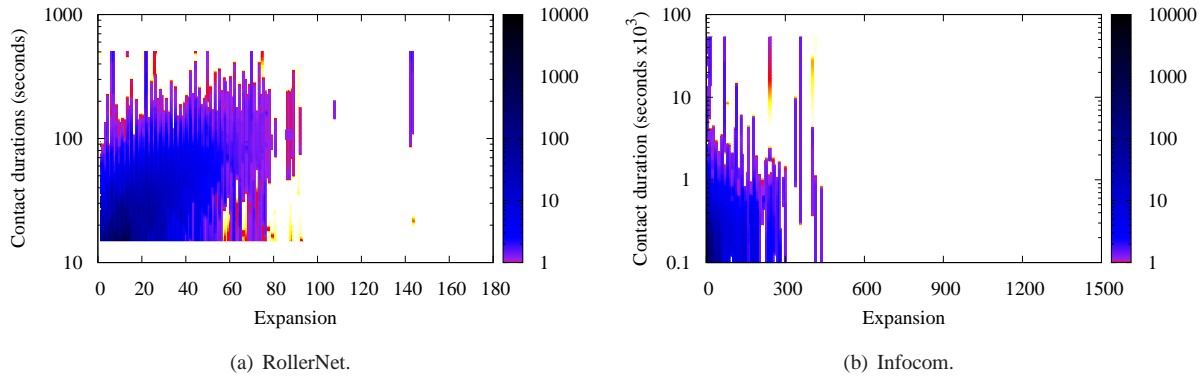 1000
100
10
Contact durations (seconds)
0 20 40 60 80 100 120 140 160 180
Expansion
10000
1000
100
10
1
(a) RollerNet.
100
10
1
0.1
Contact duration (seconds x10³)
0 300 600 900 1200 1500
Expansion
10000
1000
100
10
1
(b) Infocom.